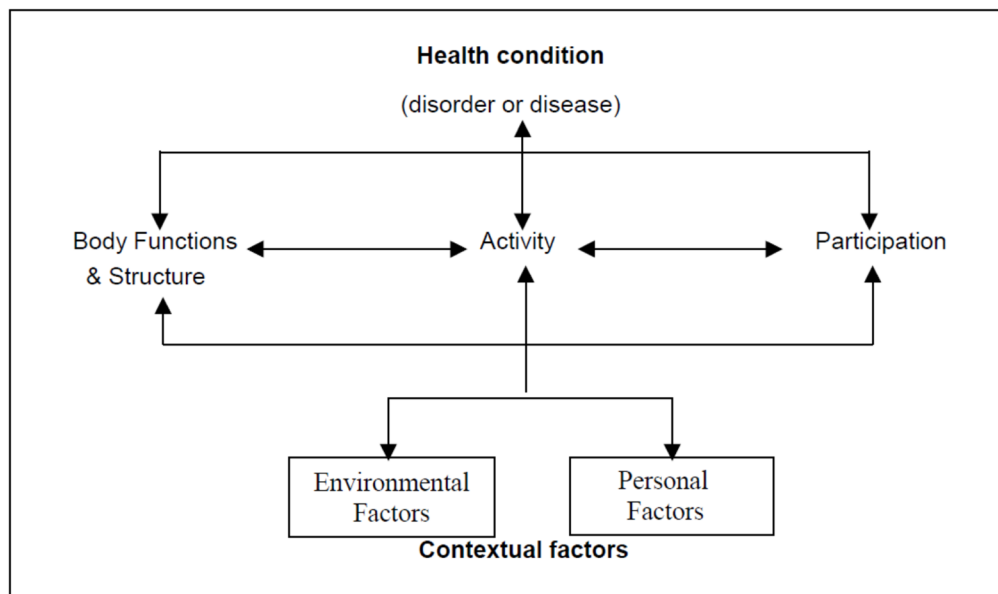 Health condition
(disorder or disease)
Body Functions
& Structure
Activity
Participation
Environmental
Factors
Personal
Factors
Contextual factors